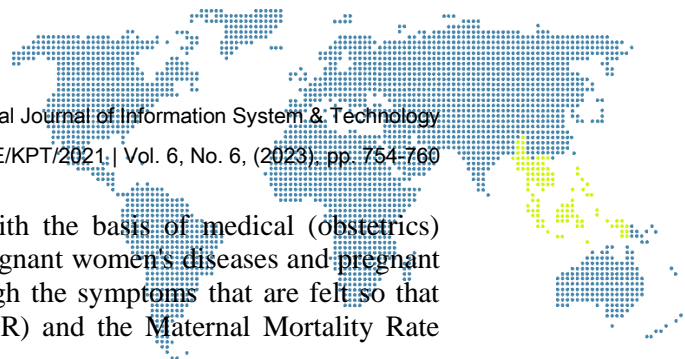 al Journal of Information System & Technology
E/KPT/2021 | Vol. 6, No. 6, (2023), pp. 754-760
ith the basis of medical (obstetrics)
gnant women's diseases and pregnant
gh the symptoms that are felt so that
R) and the Maternal Mortality Rate